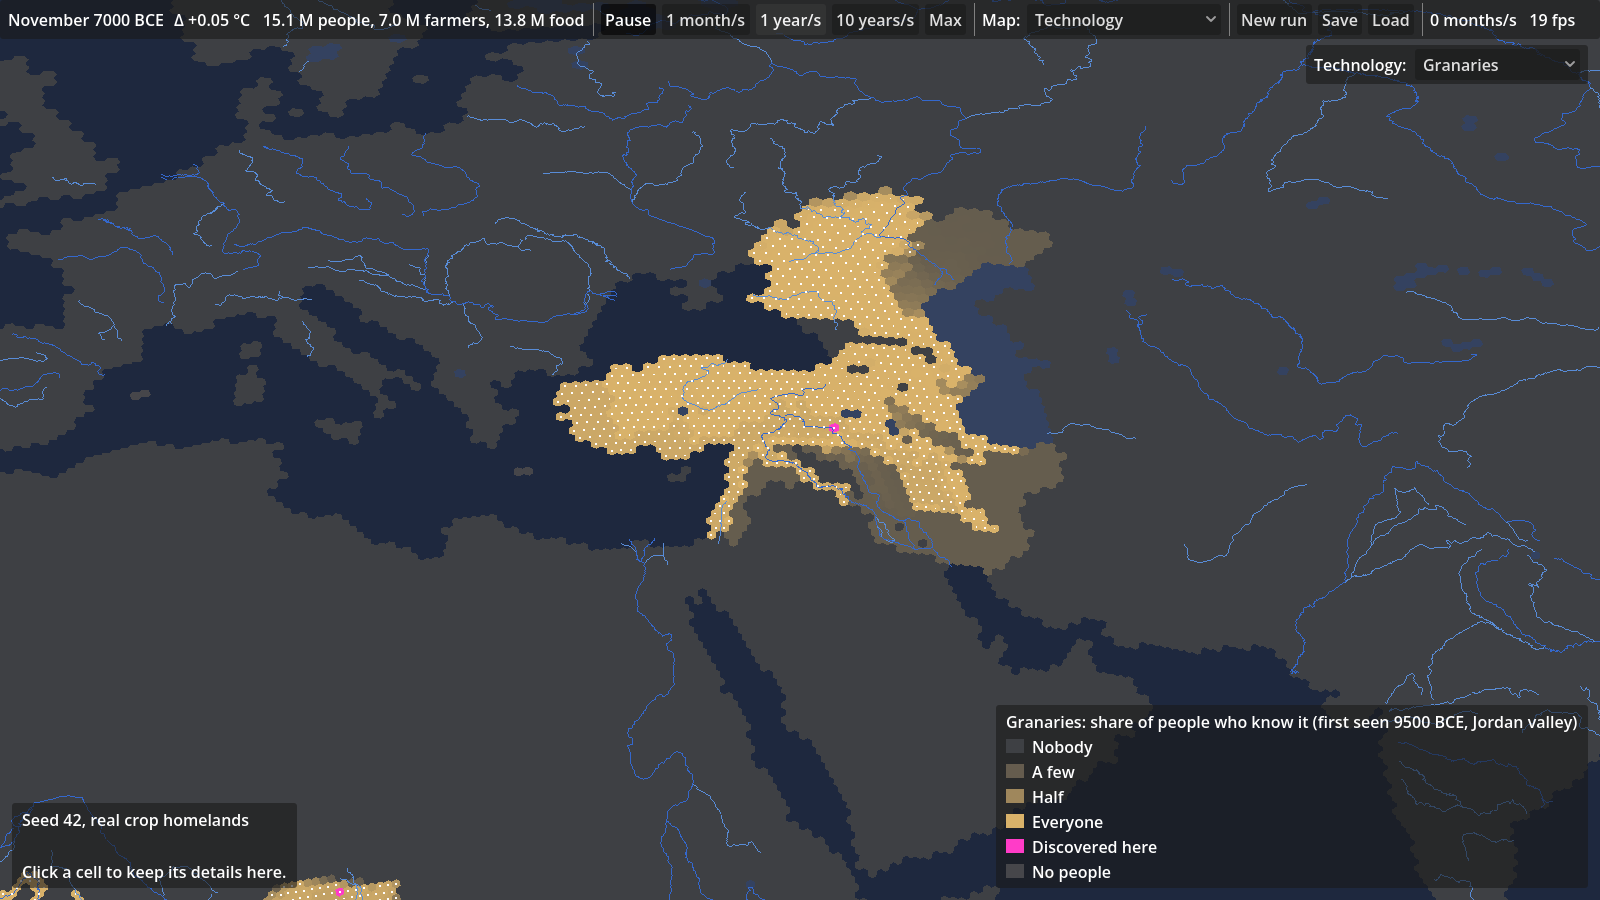 November 7000 BCE Δ +0.05 °C 15.1 M people, 7.0 M farmers, 13.8 M food Pause 1 month/s 1 year/s 10 years/s Max Map: Technology New run Save Load 0 months/s 19 fps
Technology: Granaries
Granaries: share of people who know it (first seen 9500 BCE, Jordan valley)
Nobody
A few
Half
Everyone
Discovered here
No people
Seed 42, real crop homelands
Click a cell to keep its details here.